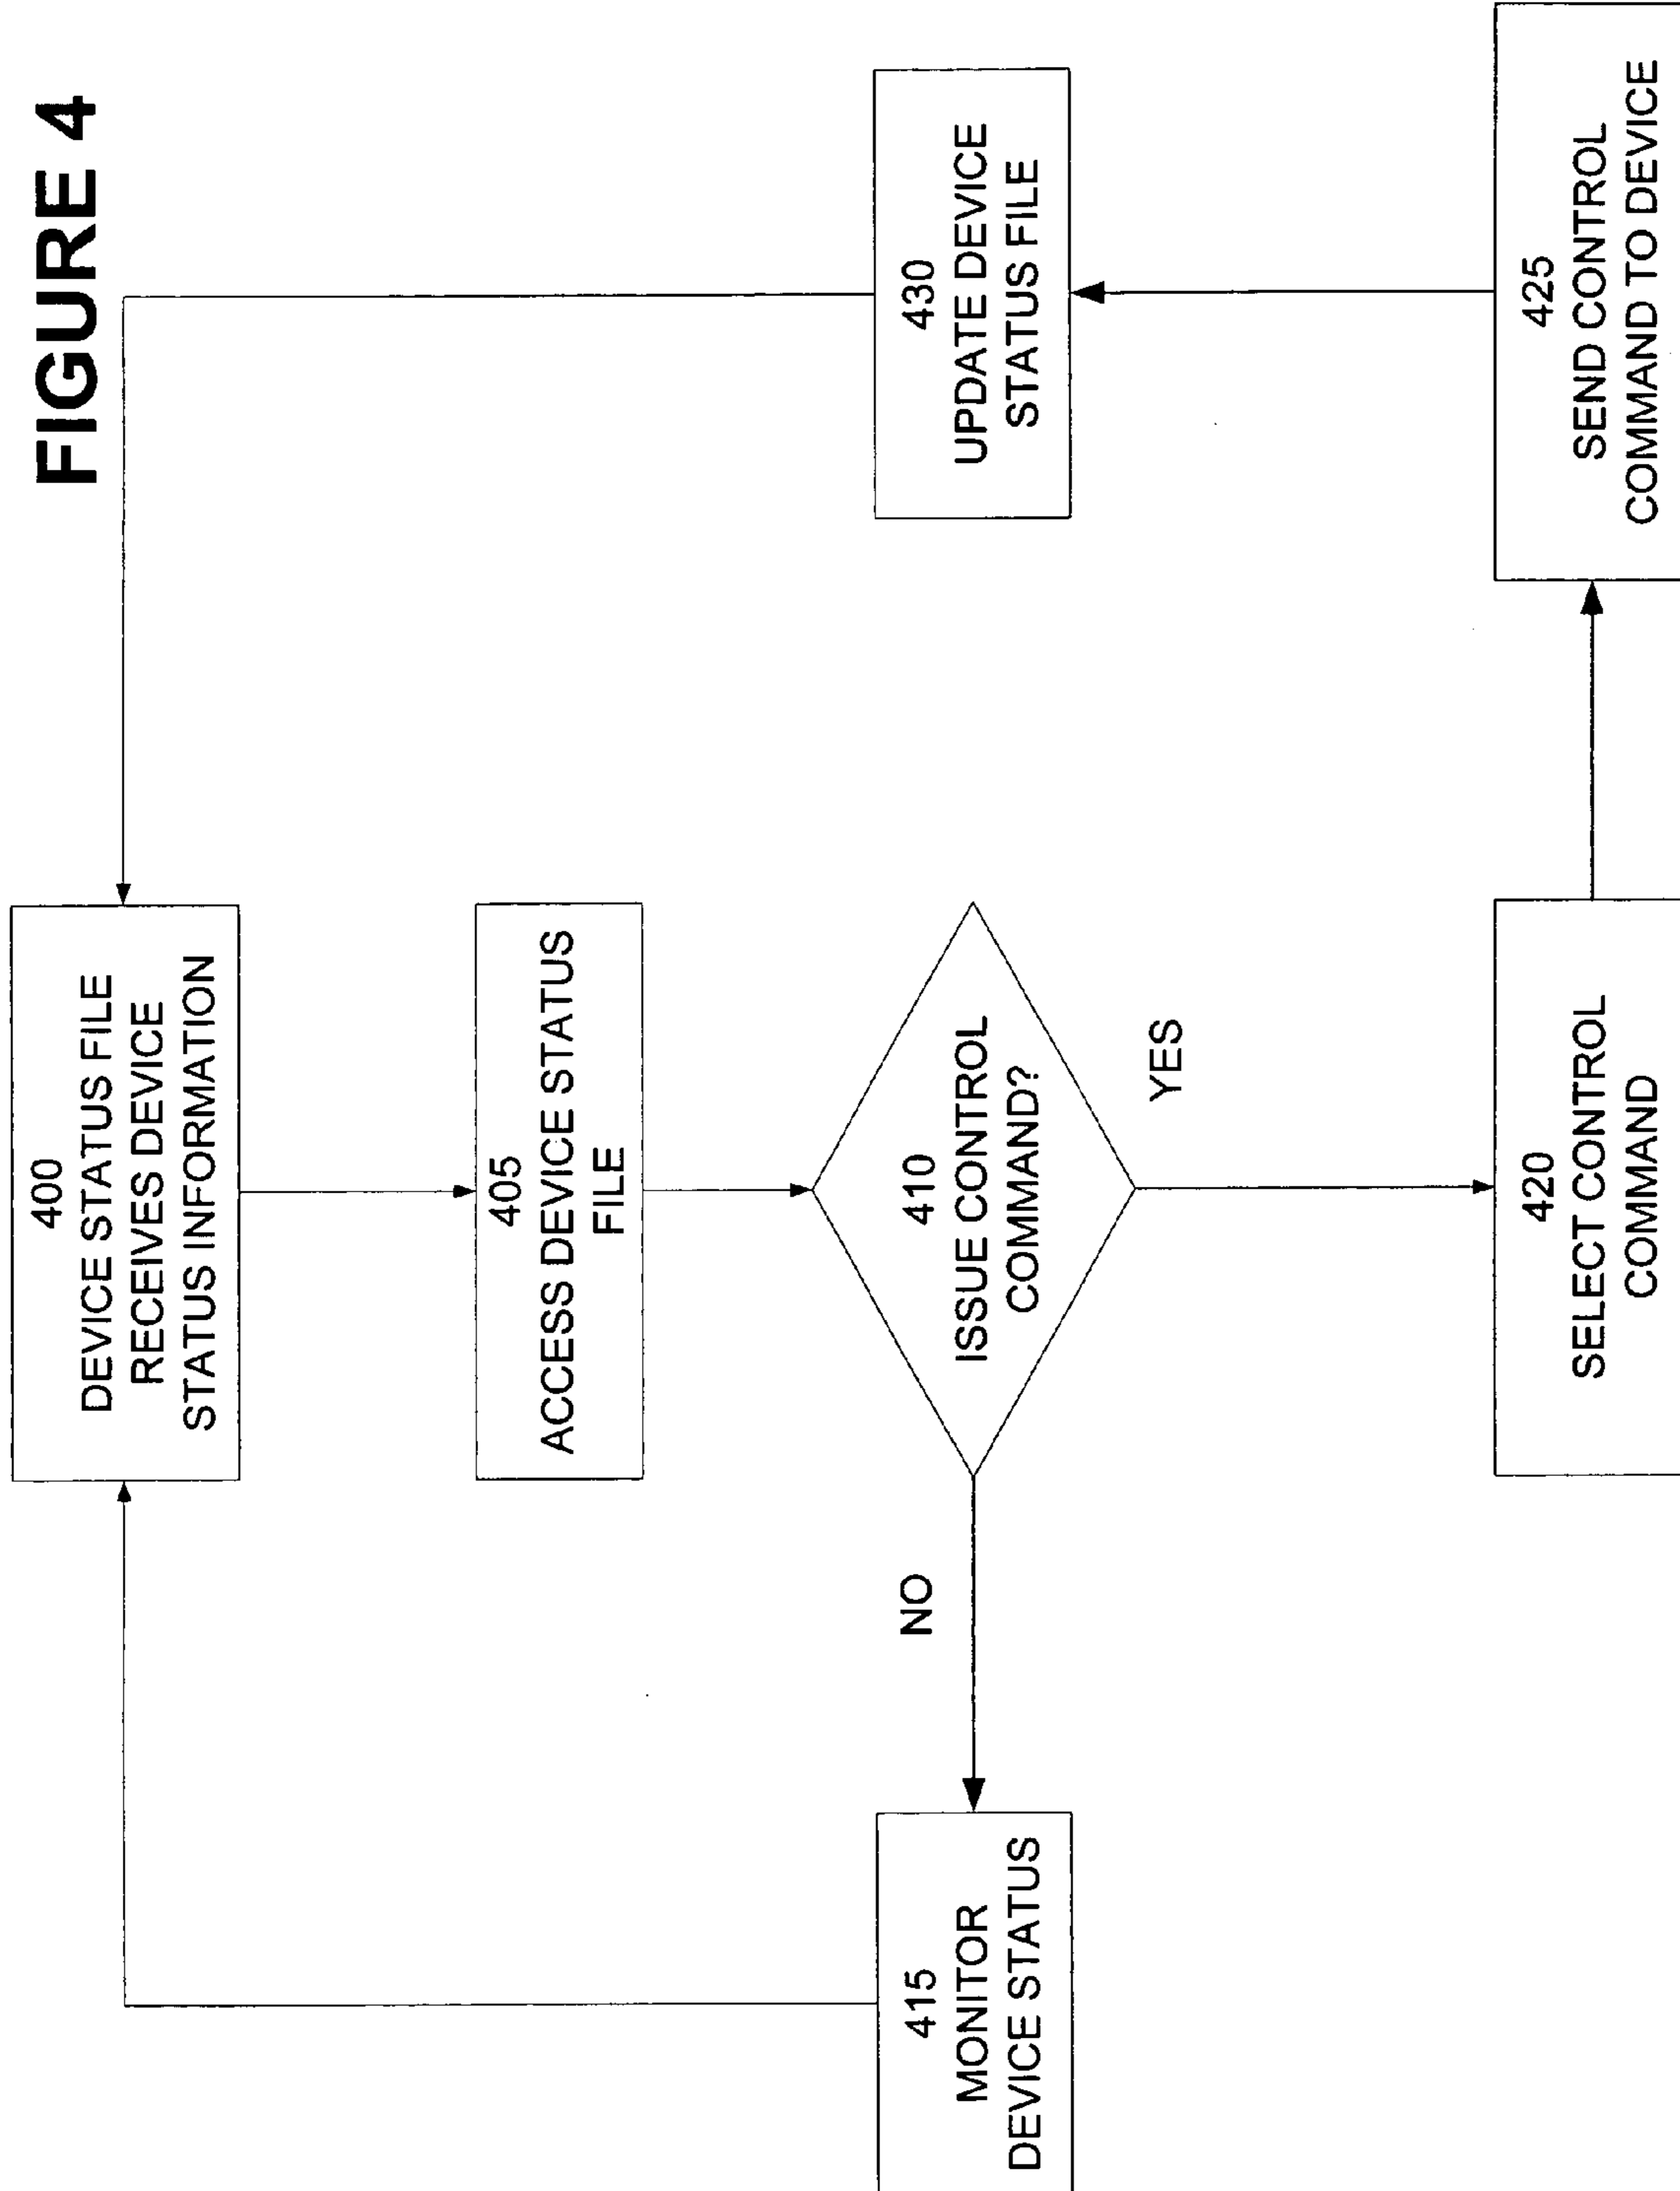 FIGURE 4
400
DEVICE STATUS FILE
RECEIVES DEVICE
STATUS INFORMATION
405
ACCESS DEVICE STATUS
FILE
410
ISSUE CONTROL
COMMAND?
NO
YES
415
MONITOR
DEVICE STATUS
420
SELECT CONTROL
COMMAND
425
SEND CONTROL
COMMAND TO DEVICE
430
UPDATE DEVICE
STATUS FILE